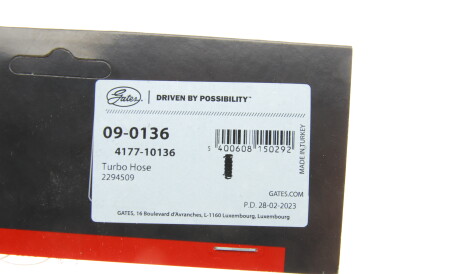 Gates
DRIVEN BY POSSIBILITY™
09-0136
4177-10136
Turbo Hose
2294509
5 400608 150292
MADE IN TURKEY
GATES.COM
P.D. 28-02-2023
GATES, 16 Boulevard d'Avranches, L-1160 Luxembourg, Luxembourg